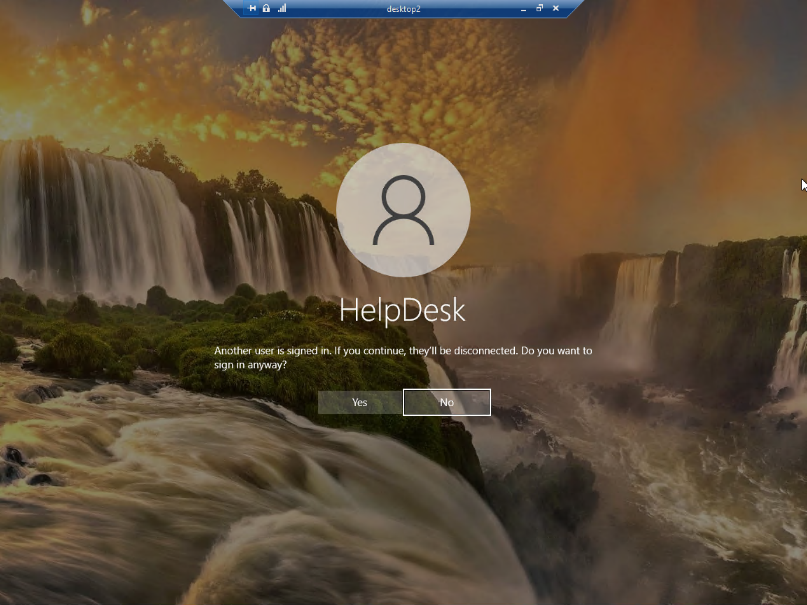 desktop2
HelpDesk
Another user is signed in. If you continue, they'll be disconnected. Do you want to
sign in anyway?
Yes
No